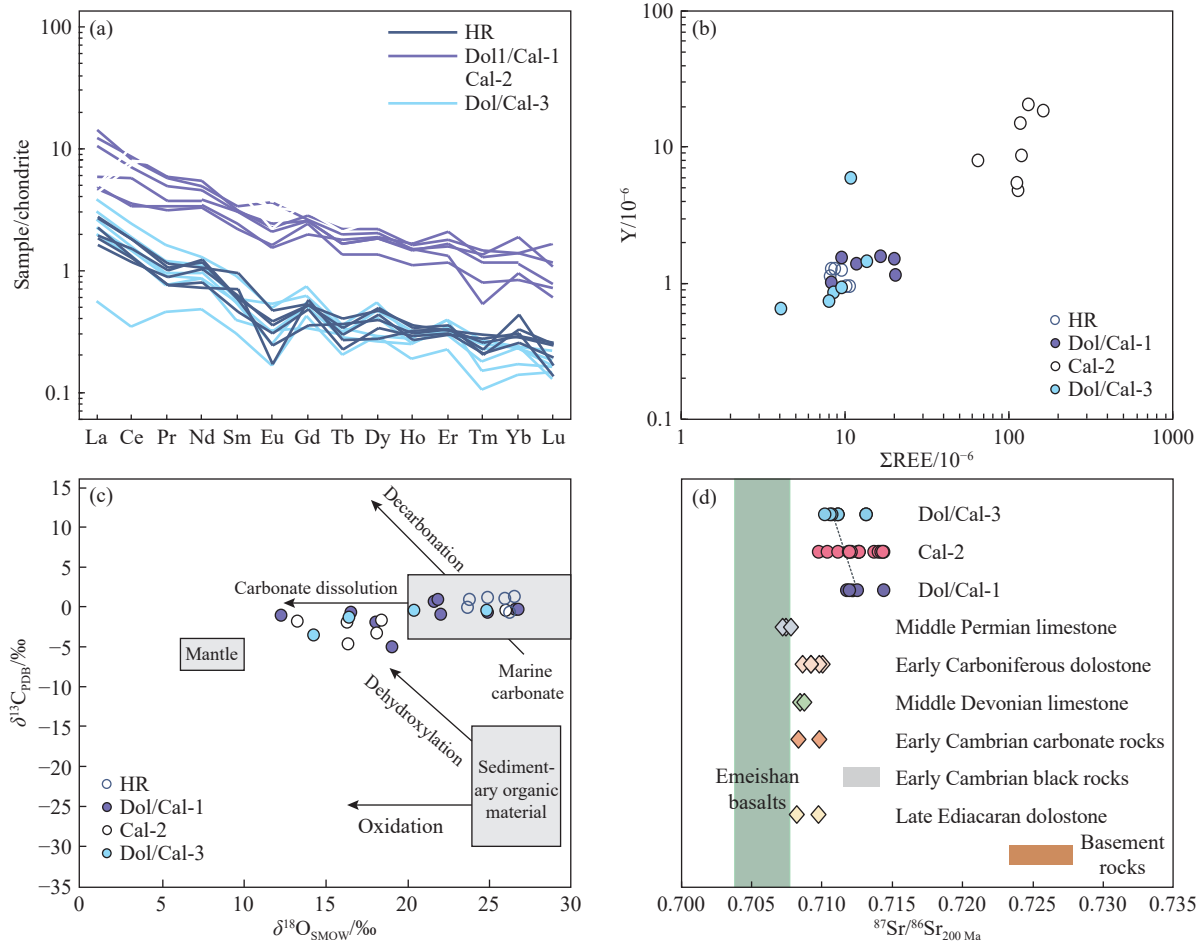 (a)
HR
Dol1/Cal-1
Cal-2
Dol/Cal-3
Sample/chondrite
100
10
1
0.1
La Ce Pr Nd Sm Eu Gd Tb Dy Ho Er Tm Yb Lu
(b)
Y/10⁻⁶
100
10
1
0.1
HR
Dol/Cal-1
Cal-2
Dol/Cal-3
1 10 100 1000
ΣREE/10⁻⁶
(c)
δ¹³C_PDB/‰
15
10
5
0
−5
−10
−15
−20
−25
−30
−35
Decarbonation
Carbonate dissolution
Mantle
Marine
carbonate
Dehydroxylation
Sediment-
ary organic
material
Oxidation
HR
Dol/Cal-1
Cal-2
Dol/Cal-3
0 5 10 15 20 25 30
δ¹⁸O_SMOW/‰
(d)
Dol/Cal-3
Cal-2
Dol/Cal-1
Middle Permian limestone
Early Carboniferous dolostone
Middle Devonian limestone
Early Cambrian carbonate rocks
Emeishan
basalts
Early Cambrian black rocks
Late Ediacaran dolostone
Basement
rocks
0.700 0.705 0.710 0.715 0.720 0.725 0.730 0.735
⁸⁷Sr/⁸⁶Sr₂₀₀ Ma